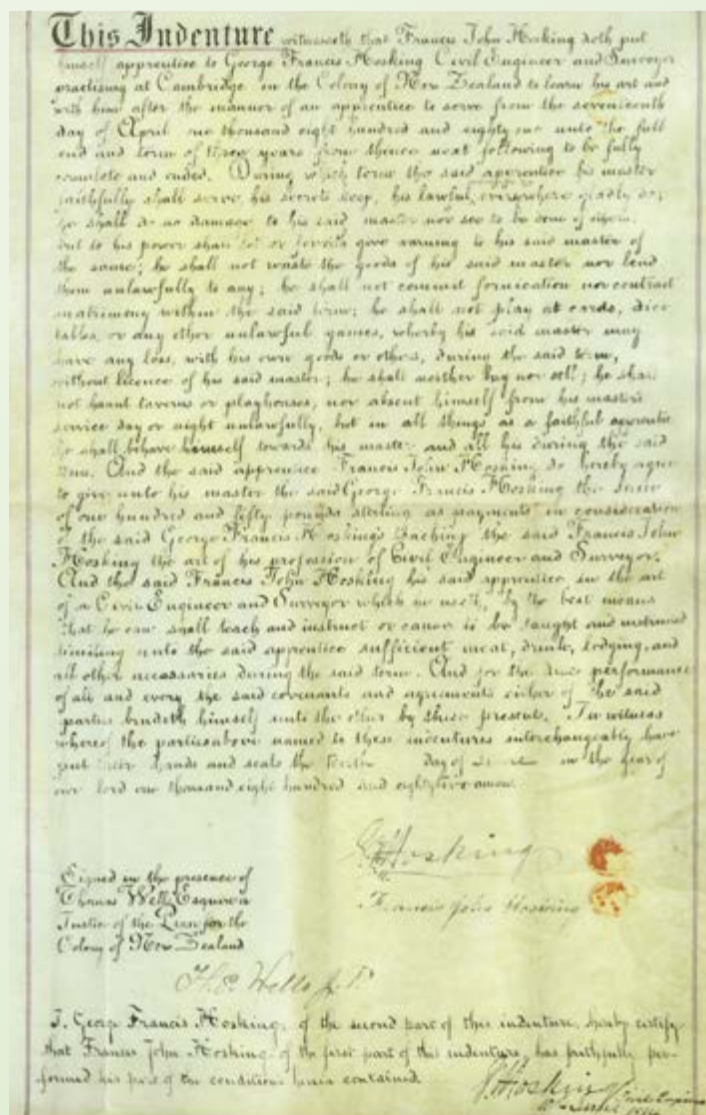 This Indenture witnesseth that Francis John Hosking doth put
himself apprentice to George Francis Hosking Civil Engineer and Surveyor
practising at Cambridge in the Colony of New Zealand to learn his art and
with him after the manner of an apprentice to serve from the seventeenth
day of April one thousand eight hundred and eighty one unto the full
end and term of three years from thence next following to be fully
complete and ended. During which term the said apprentice his master
faithfully shall serve, his secrets keep, his lawful, everywhere gladly do;
he shall do no damage to his said master nor see to be done of others,
but to his power shall let or give warning to his said master of
the same; he shall not waste the goods of his said master nor lend
them unlawfully to any; he shall not commit fornication nor contract
matrimony within the said term; he shall not play at cards, dice
tables, or any other unlawful games, whereby his said master may
have any loss, with his own goods or others, during the said term,
without licence of his said master; he shall neither buy nor sell; he shall
not haunt taverns or playhouses, nor absent himself from his master's
service day or night unlawfully, but in all things as a faithful apprentice
he shall behave himself towards his master and all his during the said
term. And the said apprentice Francis John Hosking do hereby agree
to give unto his master the said George Francis Hosking the sum
of one hundred and fifty pounds sterling as payment in consideration
of the said George Francis Hosking's teaching the said Francis John
Hosking the art of his profession of Civil Engineer and Surveyor.
And the said Francis John Hosking his said apprentice in the art
of a Civil Engineer and Surveyor which he useth, by the best means
that he can shall teach and instruct or cause to be taught and instructed
finding unto the said apprentice sufficient meat, drink, lodging, and
all other necessaries during the said term. And for the performance
of all and every the said covenants and agreements either of the said
parties bindeth himself unto the other by these present. In witness
whereof the parties above named to these indentures interchangeably have
put their hands and seals the day of in the year of
our lord one thousand eight hundred and eighty
G F Hosking
Francis John Hosking
Signed in the presence of
Thomas Wells Esquire a
Justice of the Peace for the
Colony of New Zealand
T. E. Wells J.P.
I, George Francis Hosking, of the second part of this indenture, hereby certify
that Francis John Hosking, of the first part of this indenture, has faithfully per-
formed his part of the conditions herein contained.
G F Hosking
Civil Engineer